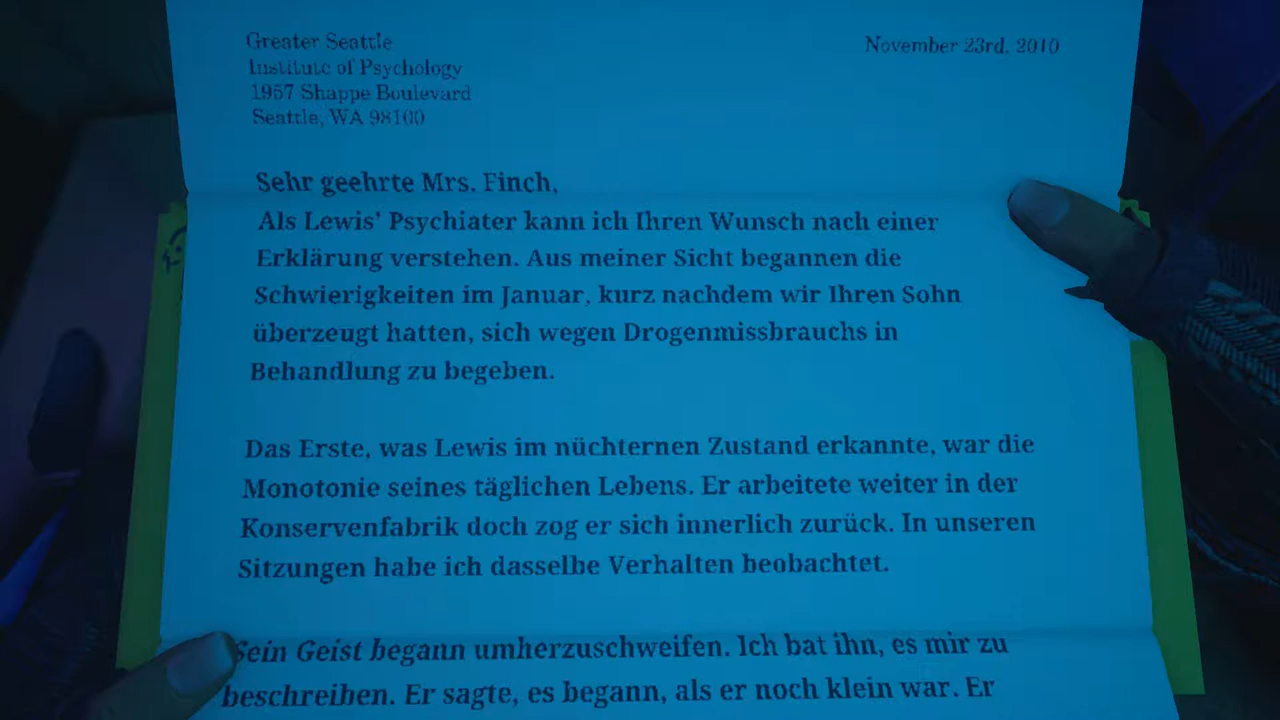 Greater Seattle
Institute of Psychology
1957 Shappe Boulevard
Seattle, WA 98100
November 23rd, 2010
Sehr geehrte Mrs. Finch,
Als Lewis' Psychiater kann ich Ihren Wunsch nach einer
Erklärung verstehen. Aus meiner Sicht begannen die
Schwierigkeiten im Januar, kurz nachdem wir Ihren Sohn
überzeugt hatten, sich wegen Drogenmissbrauchs in
Behandlung zu begeben.
Das Erste, was Lewis im nüchternen Zustand erkannte, war die
Monotonie seines täglichen Lebens. Er arbeitete weiter in der
Konservenfabrik doch zog er sich innerlich zurück. In unseren
Sitzungen habe ich dasselbe Verhalten beobachtet.
Sein Geist begann umherzuschweifen. Ich bat ihn, es mir zu
beschreiben. Er sagte, es begann, als er noch klein war. Er